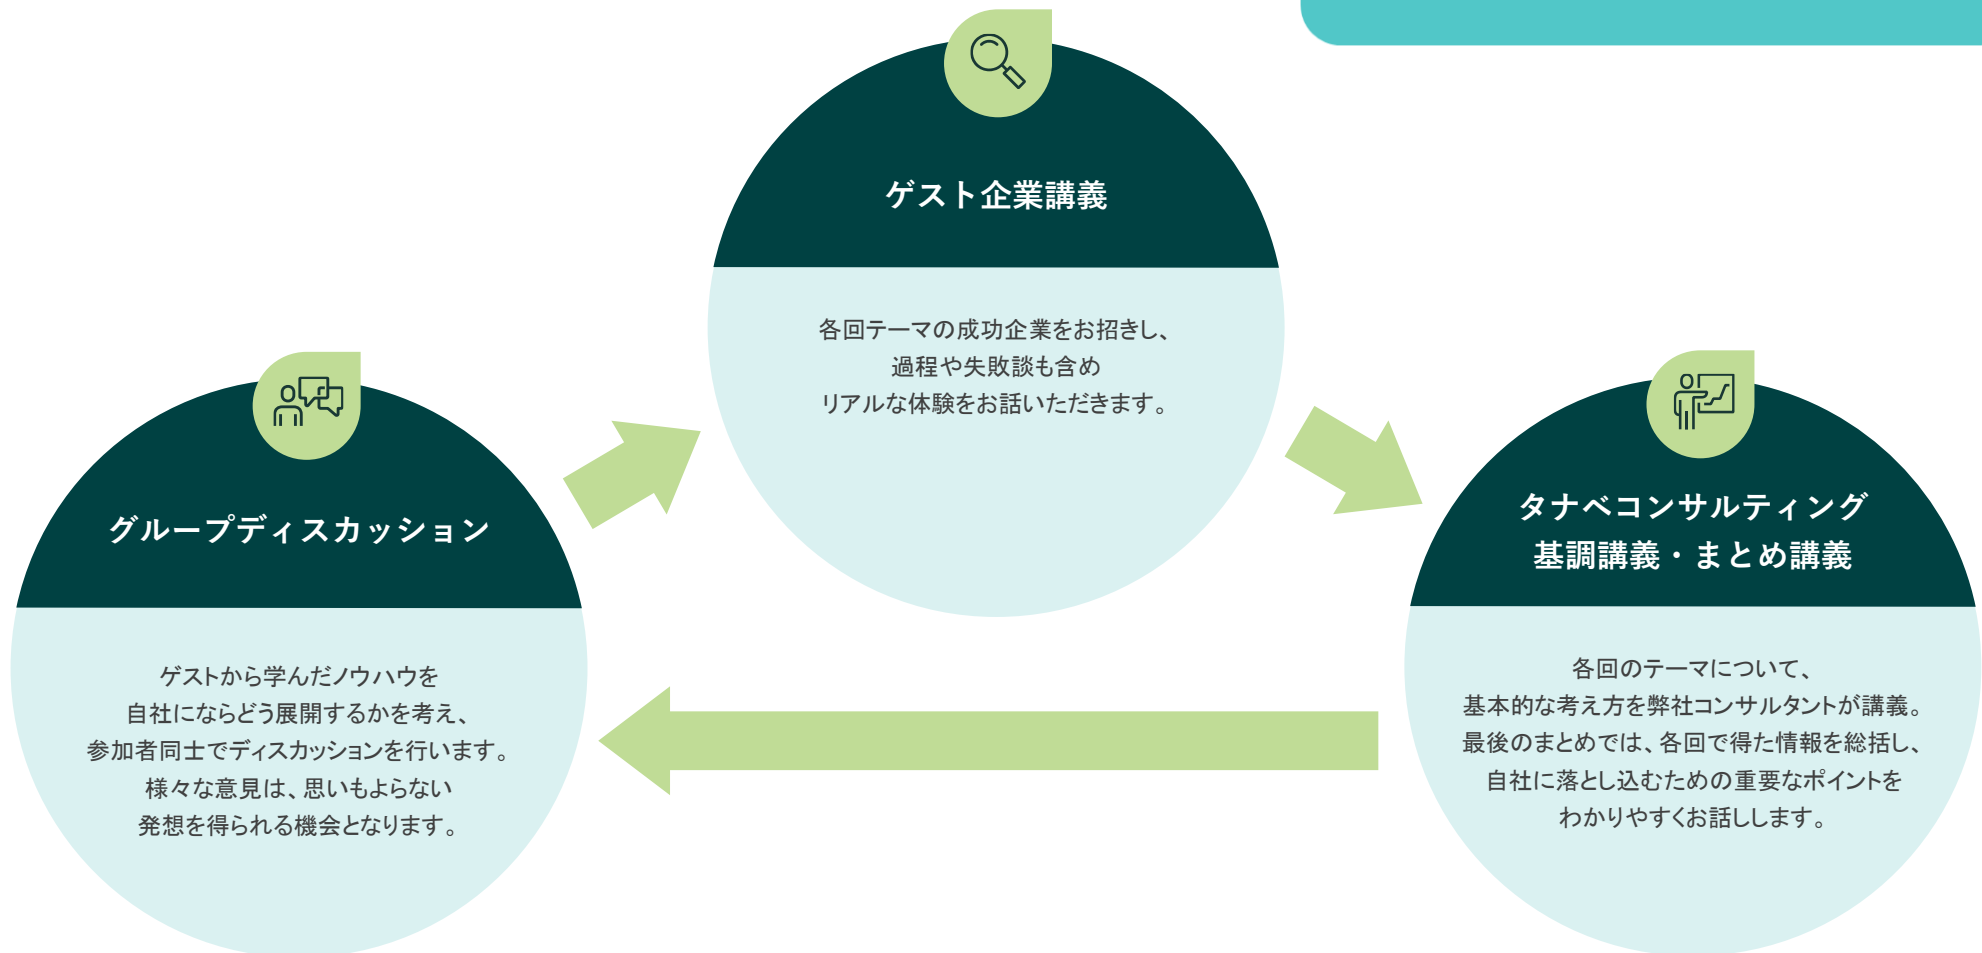 ゲスト企業講義
各回テーマの成功企業をお招きし、
過程や失敗談も含め
リアルな体験をお話いただきます。
グループディスカッション
ゲストから学んだノウハウを
自社にならどう展開するかを考え、
参加者同士でディスカッションを行います。
様々な意見は、思いもよらない
発想を得られる機会となります。
タナベコンサルティング
基調講義・まとめ講義
各回のテーマについて、
基本的な考え方を弊社コンサルタントが講義。
最後のまとめでは、各回で得た情報を総括し、
自社に落とし込むための重要なポイントを
わかりやすくお話しします。